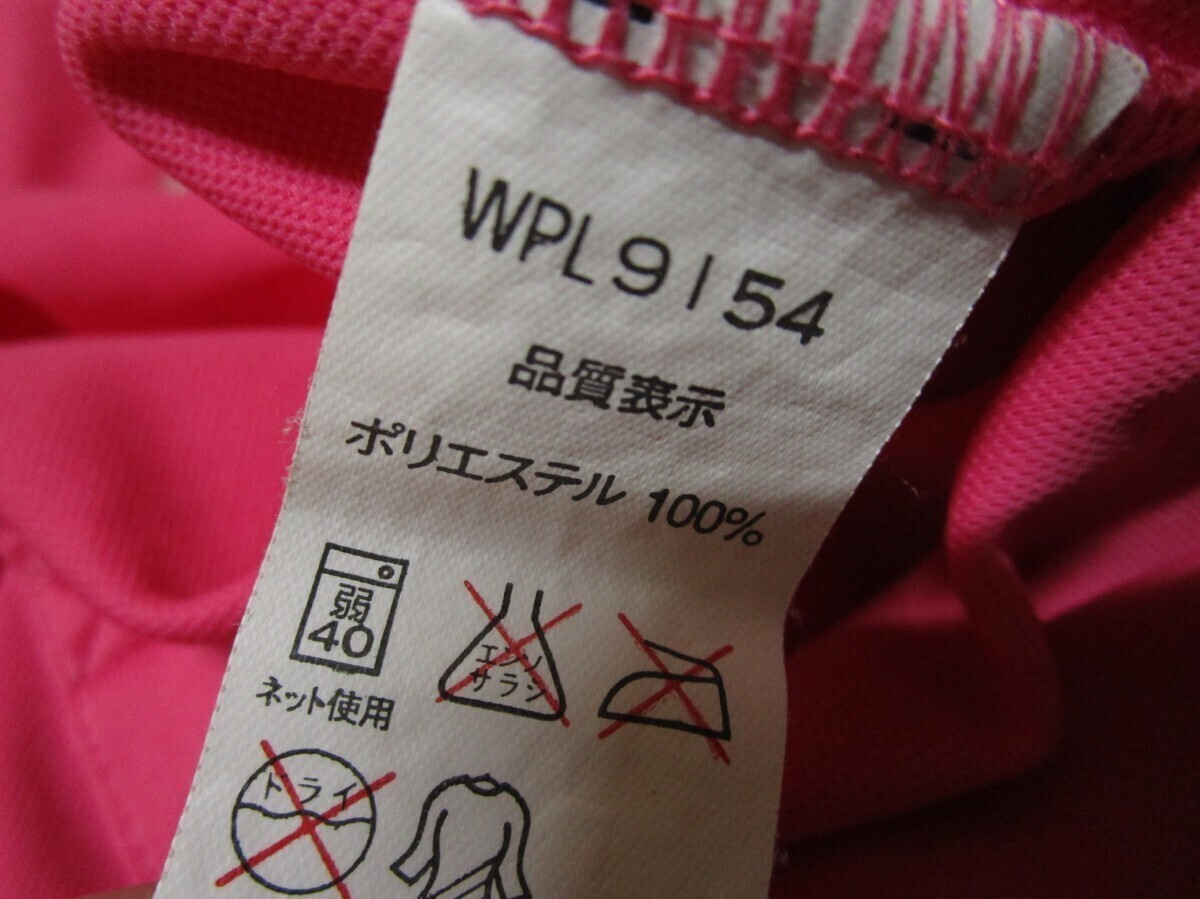 WPL9154
品質表示
ポリエステル 100%
弱
40
エンソ
サラシ
ネット使用
ドライ